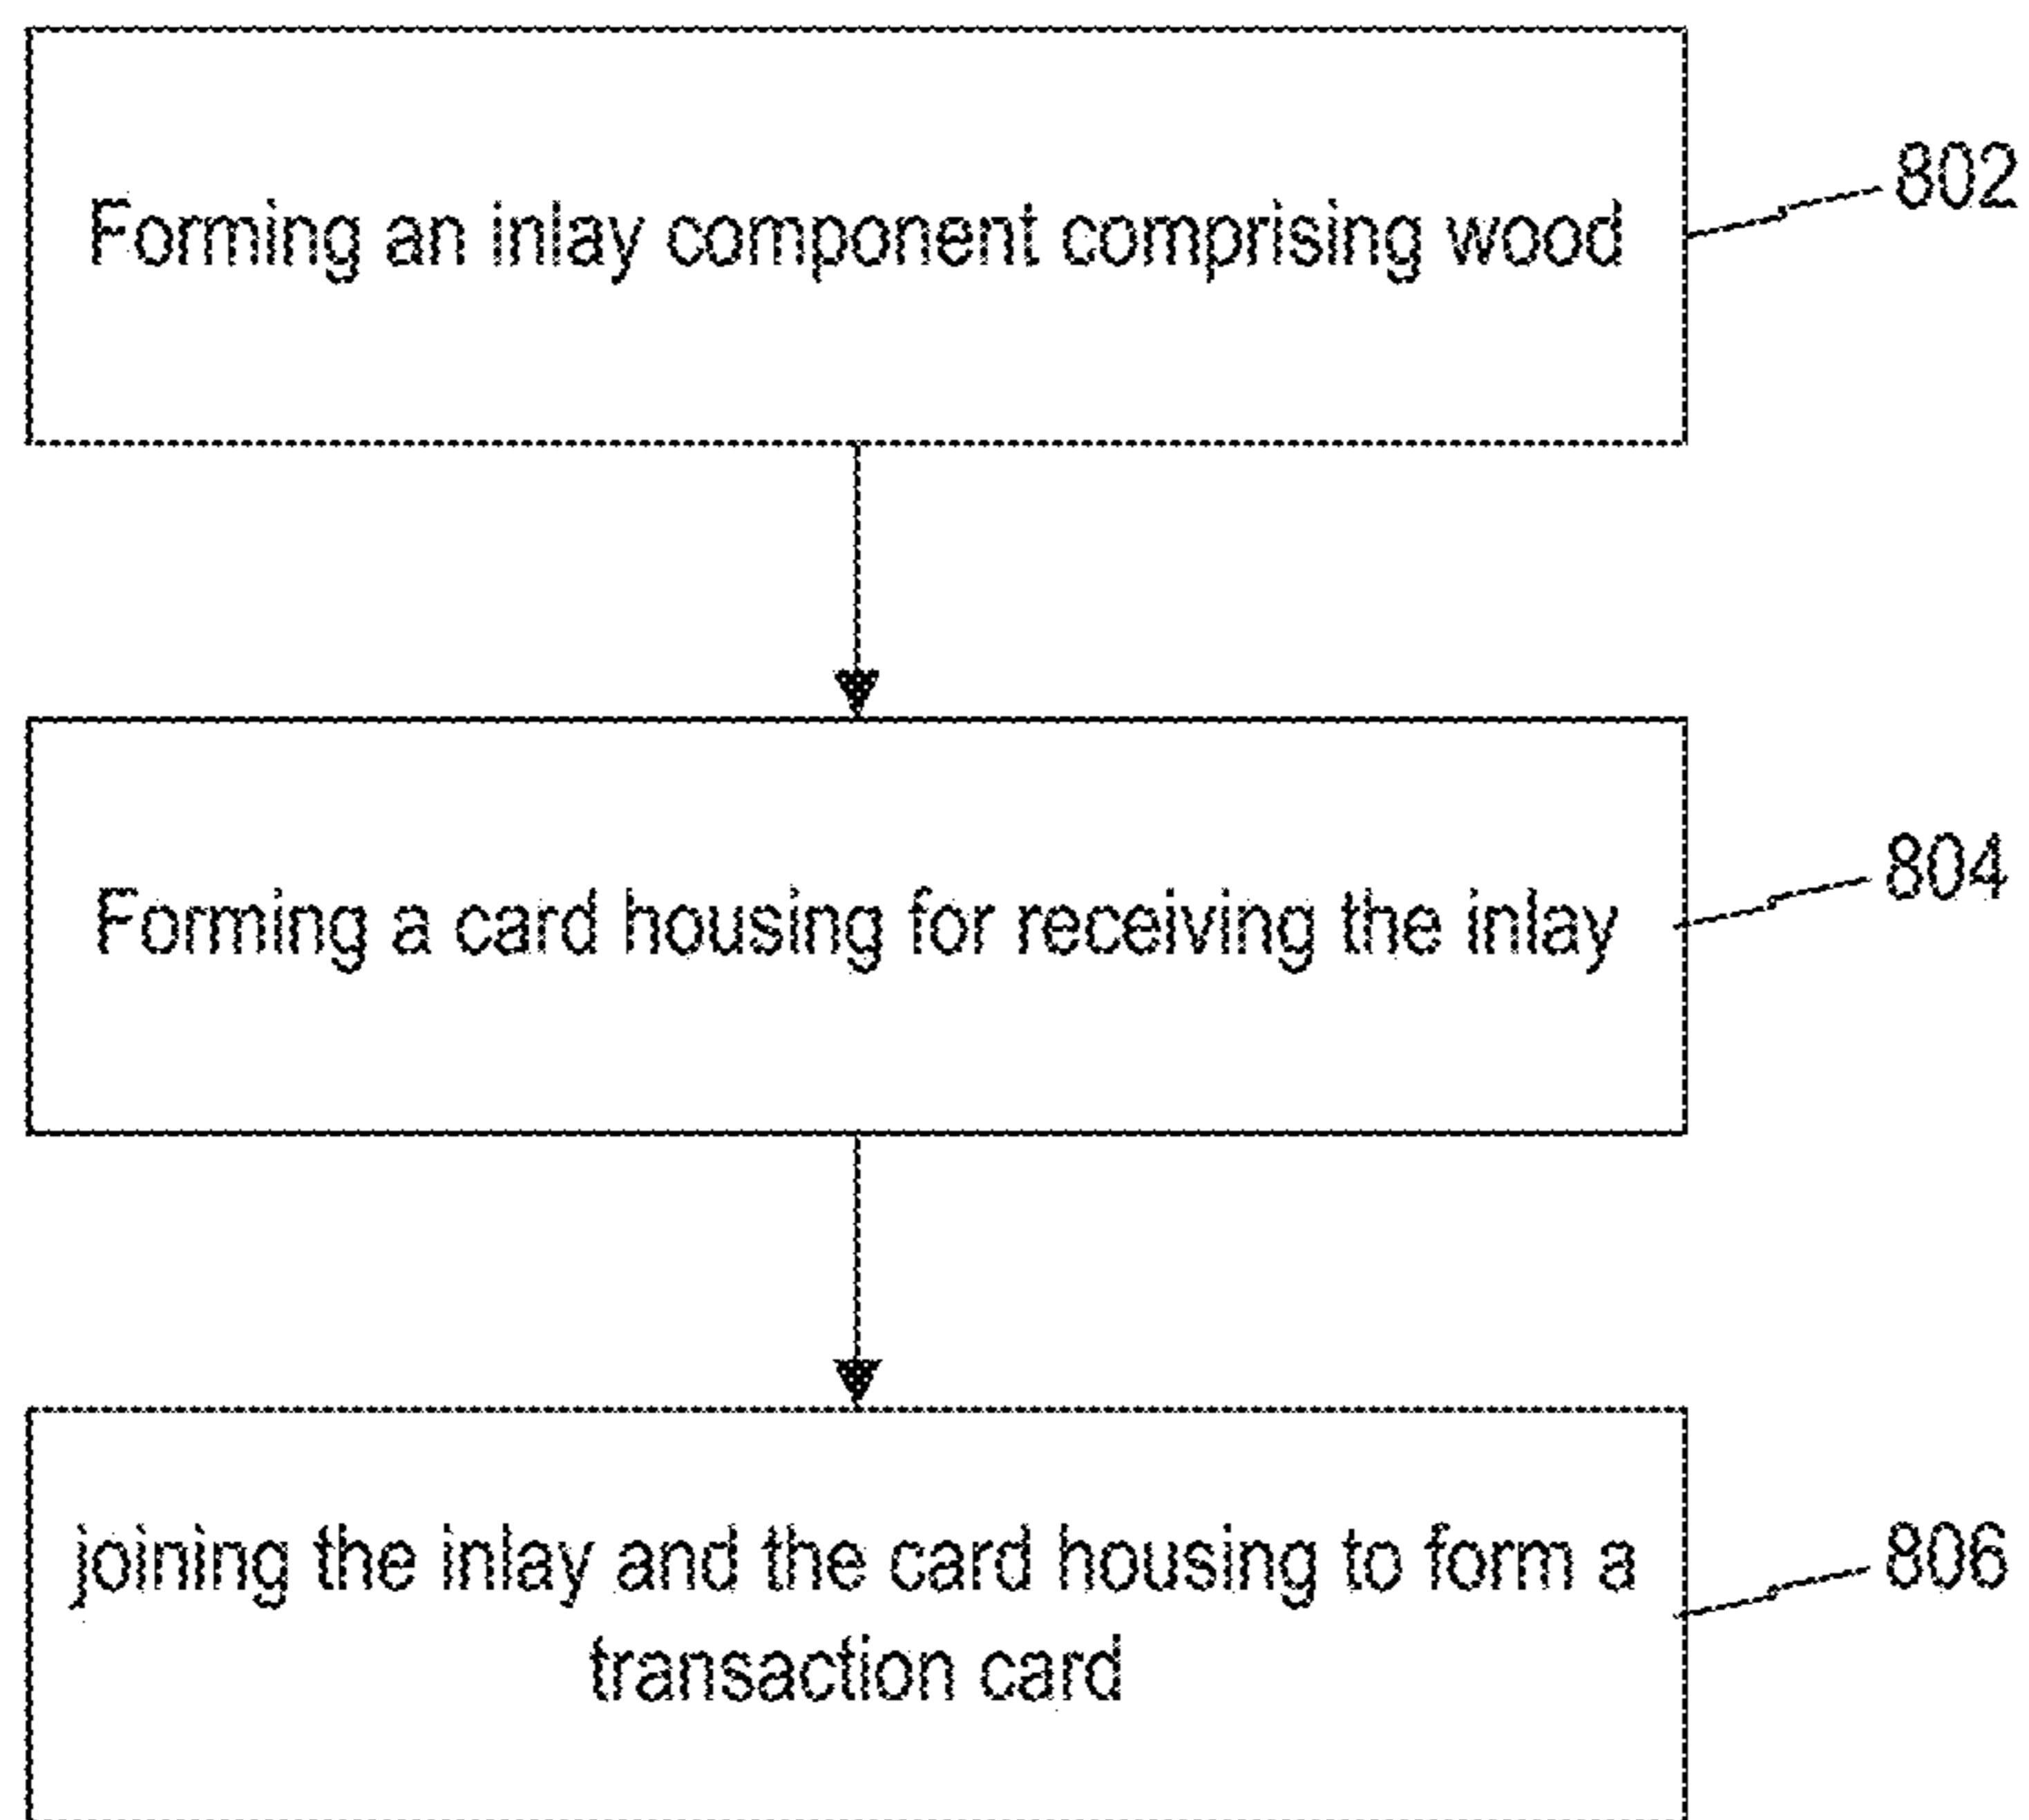 Forming an inlay component comprising wood
802
Forming a card housing for receiving the inlay
804
joining the inlay and the card housing to form a
transaction card
806